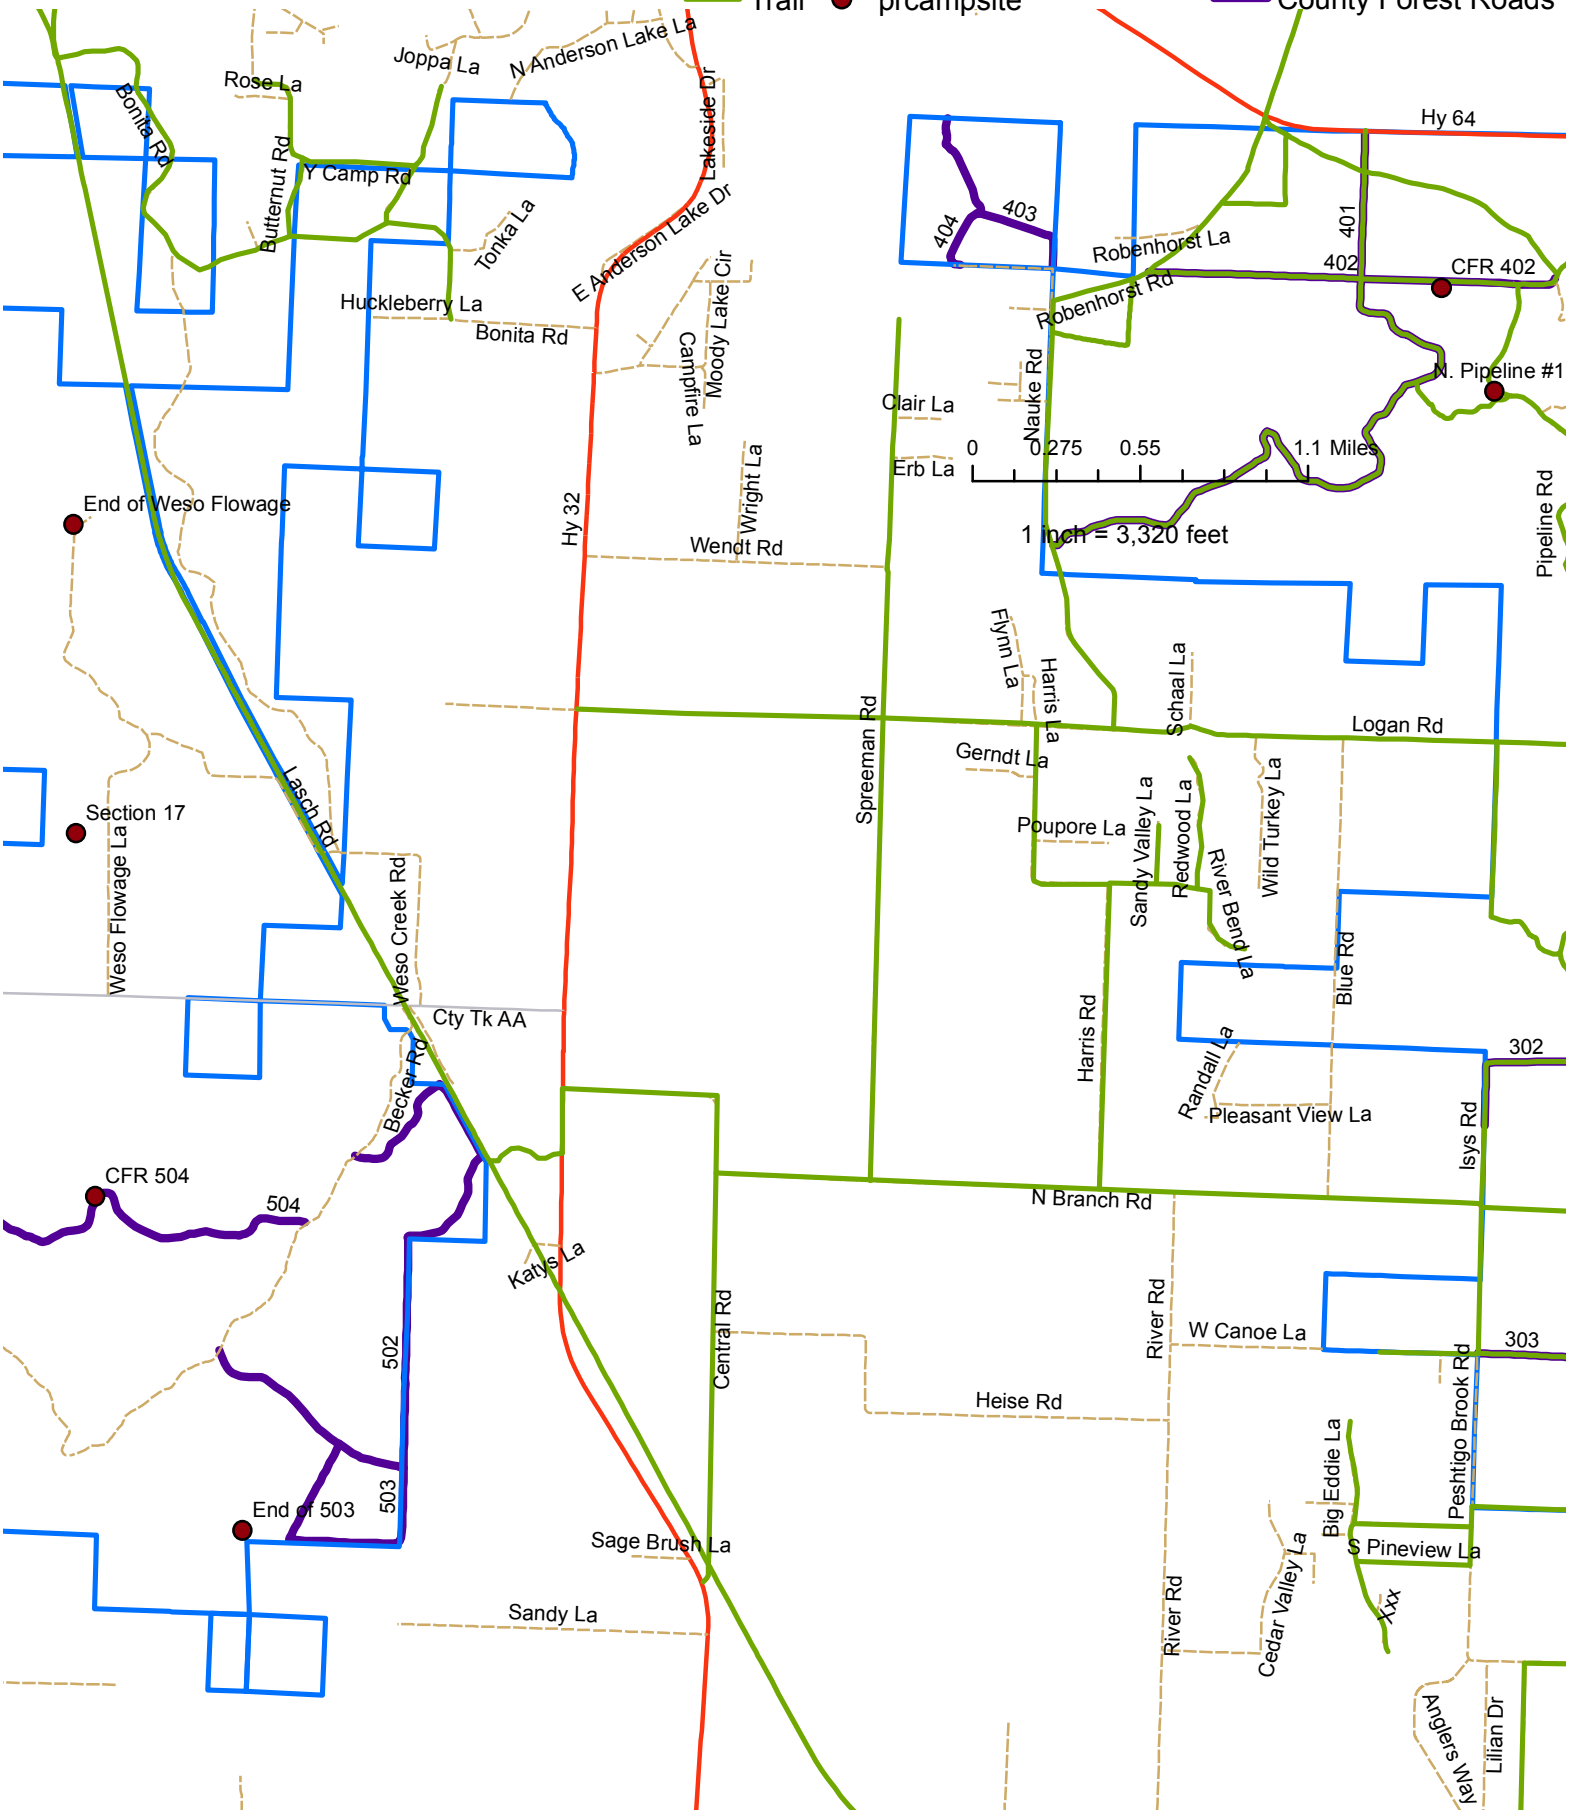 Trail
prcampsite
County Forest Roads
Joppa La
N Anderson Lake La
Rose La
Bonita Rd
Lakeside Dr
Hy 64
Butternut Rd
Y Camp Rd
Tonka La
E Anderson Lake Dr
401
403
404
Robenhorst La
402
CFR 402
Robenhorst Rd
Huckleberry La
Bonita Rd
Moody Lake Cir
Campfire La
N. Pipeline #1
Nauke Rd
Clair La
Erb La
0
0.275
0.55
1.1 Miles
1 inch = 3,320 feet
Wright La
End of Weso Flowage
Hy 32
Wendt Rd
Pipeline Rd
Flynn La
Harris La
Schaal La
Logan Rd
Spreeman Rd
Gerndt La
Lasch Rd
Section 17
Weso Flowage La
Poupore La
Sandy Valley La
Redwood La
River Bend La
Wild Turkey La
Weso Creek Rd
Blue Rd
Cty Tk AA
Harris Rd
Becker Rd
Randall La
Pleasant View La
302
Isys Rd
CFR 504
504
N Branch Rd
Katys La
502
Central Rd
River Rd
W Canoe La
303
Heise Rd
Peshtigo Brook Rd
Big Eddie La
503
End of 503
Sage Brush La
S Pineview La
Sandy La
River Rd
Cedar Valley La
Xxx
Anglers Way
Lilian Dr